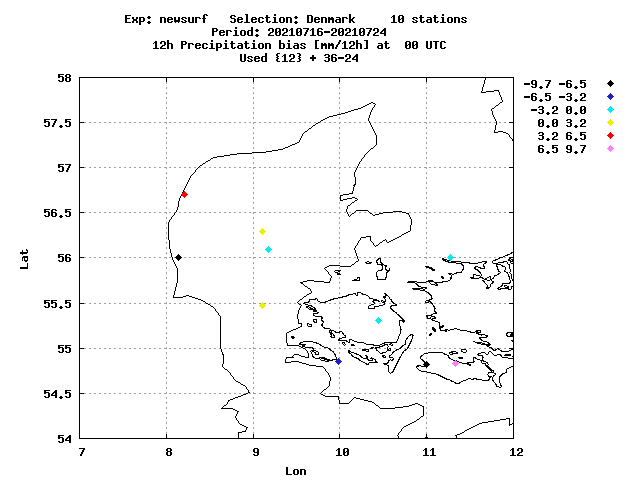 Exp: newsurf   Selection: Denmark     10 stations
Period: 20210716-20210724
12h Precipitation bias [mm/12h] at  00 UTC
Used {12} + 36-24
-9.7 -6.5
-6.5 -3.2
-3.2 0.0
0.0 3.2
3.2 6.5
6.5 9.7
58
57.5
57
56.5
56
55.5
55
54.5
54
Lat
7 8 9 10 11 12
Lon